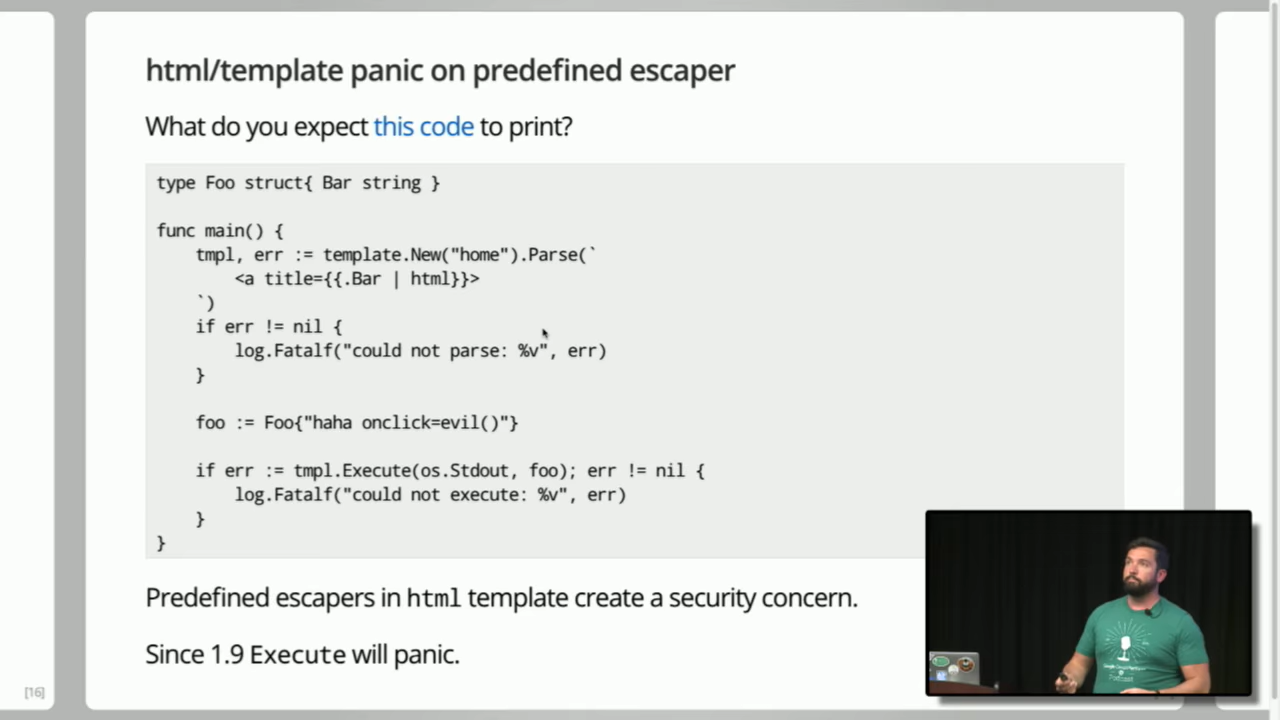 html/template panic on predefined escaper
What do you expect this code to print?
type Foo struct{ Bar string }
func main() {
    tmpl, err := template.New("home").Parse(`
        <a title={{.Bar | html}}>
    `)
    if err != nil {
        log.Fatalf("could not parse: %v", err)
    }
    foo := Foo{"haha onclick=evil()"}
    if err := tmpl.Execute(os.Stdout, foo); err != nil {
        log.Fatalf("could not execute: %v", err)
    }
}
Predefined escapers in html template create a security concern.
Since 1.9 Execute will panic.
[16]
Podcast